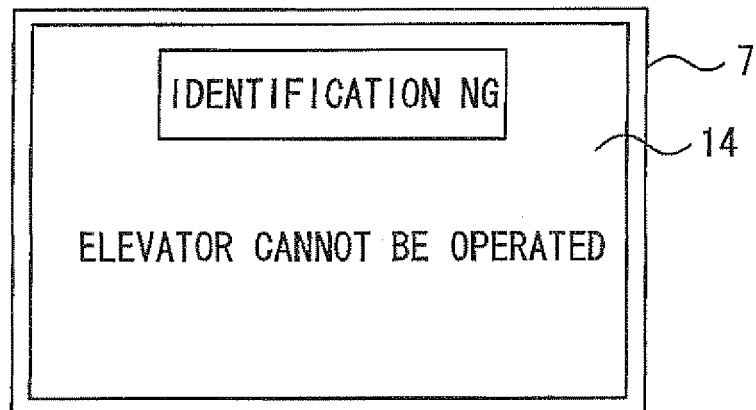 IDENTIFICATION NG
7
14
ELEVATOR CANNOT BE OPERATED